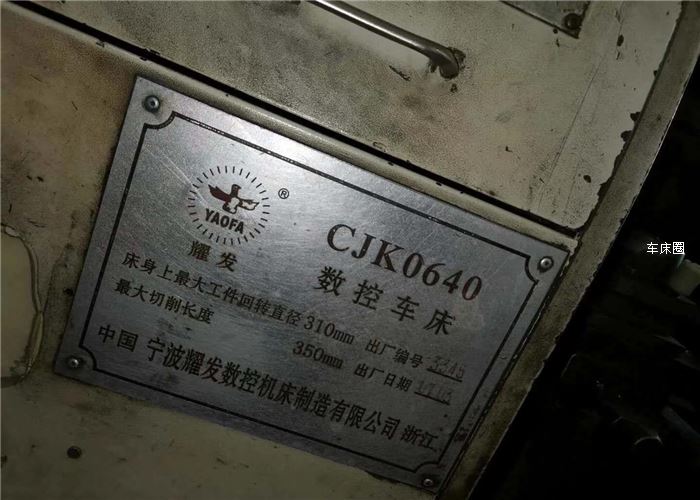 YAOFA
®
耀发
CJK0640
数控车床
床身上最大工件回转直径 310mm 出厂编号 3345
最大切削长度 350mm 出厂日期
中国 宁波耀发数控机床制造有限公司 浙江
车床圈